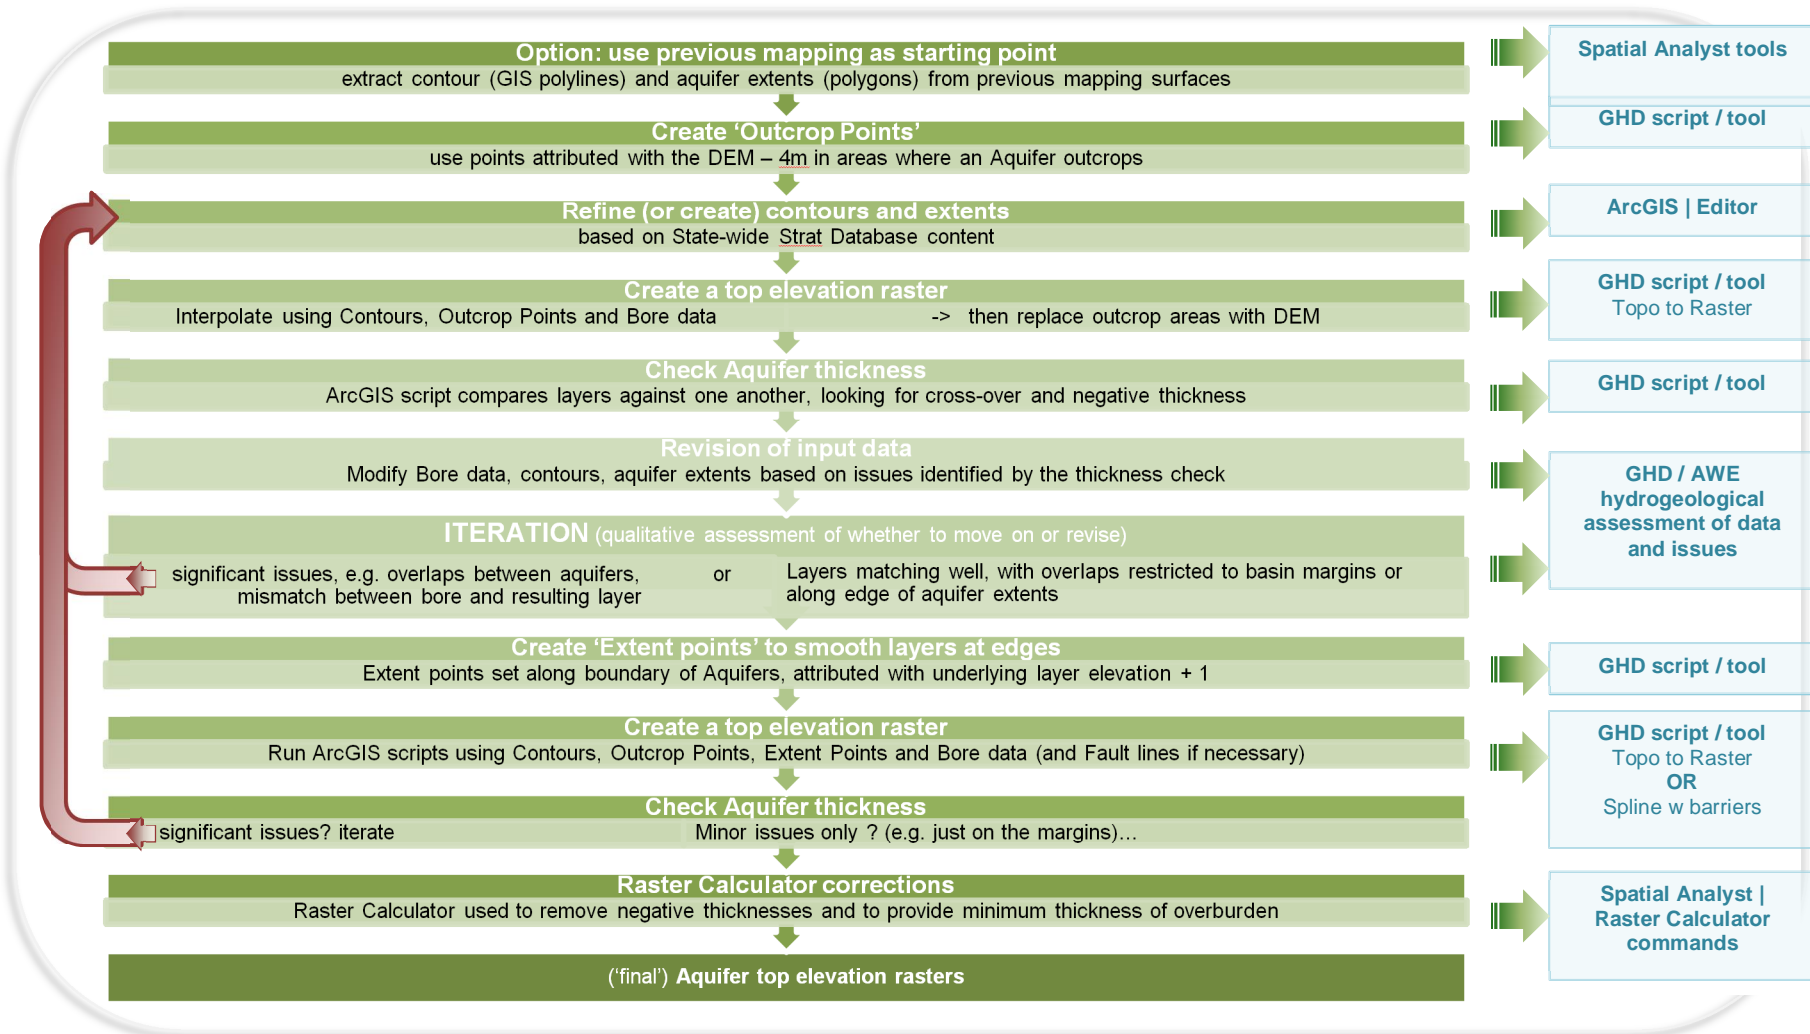 Option: use previous mapping as starting point
extract contour (GIS polylines) and aquifer extents (polygons) from previous mapping surfaces
Spatial Analyst tools
Create ‘Outcrop Points’
use points attributed with the DEM – 4m in areas where an Aquifer outcrops
GHD script / tool
Refine (or create) contours and extents
based on State-wide Strat Database content
ArcGIS | Editor
Create a top elevation raster
Interpolate using Contours, Outcrop Points and Bore data -> then replace outcrop areas with DEM
GHD script / tool
Topo to Raster
Check Aquifer thickness
ArcGIS script compares layers against one another, looking for cross-over and negative thickness
GHD script / tool
Revision of input data
Modify Bore data, contours, aquifer extents based on issues identified by the thickness check
GHD / AWE
hydrogeological
assessment of data
and issues
ITERATION (qualitative assessment of whether to move on or revise)
significant issues, e.g. overlaps between aquifers,
mismatch between bore and resulting layer
or
Layers matching well, with overlaps restricted to basin margins or
along edge of aquifer extents
Create ‘Extent points’ to smooth layers at edges
Extent points set along boundary of Aquifers, attributed with underlying layer elevation + 1
GHD script / tool
Create a top elevation raster
Run ArcGIS scripts using Contours, Outcrop Points, Extent Points and Bore data (and Fault lines if necessary)
GHD script / tool
Topo to Raster
OR
Spline w barriers
Check Aquifer thickness
significant issues? iterate
Minor issues only ? (e.g. just on the margins)…
Raster Calculator corrections
Raster Calculator used to remove negative thicknesses and to provide minimum thickness of overburden
Spatial Analyst |
Raster Calculator
commands
(‘final’) Aquifer top elevation rasters